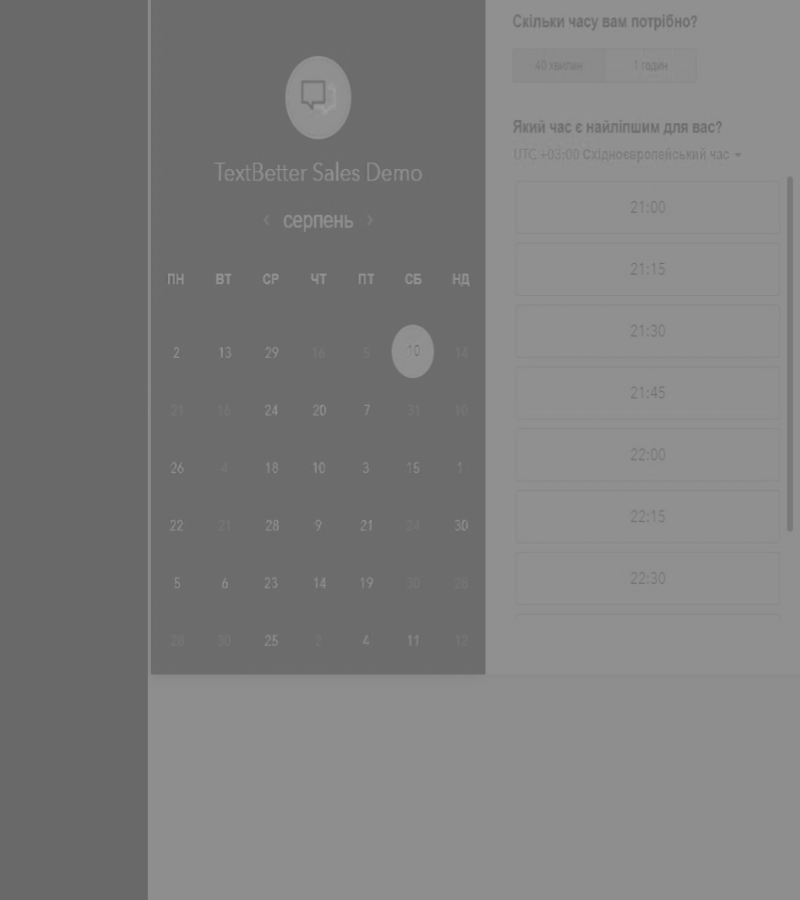 TextBetter Sales Demo
‹ серпень ›
ПН ВТ СР ЧТ ПТ СБ НД
2 13 29 16 5 10 14
21 16 24 20 7 31 10
26 4 18 10 3 15 1
22 21 28 9 21 24 30
5 6 23 14 19 30 28
28 30 25 2 4 11 12
Скільки часу вам потрібно?
40 хвилин 1 годин
Який час є найліпшим для вас?
UTC +03:00 Східноєвропейський час
21:00
21:15
21:30
21:45
22:00
22:15
22:30